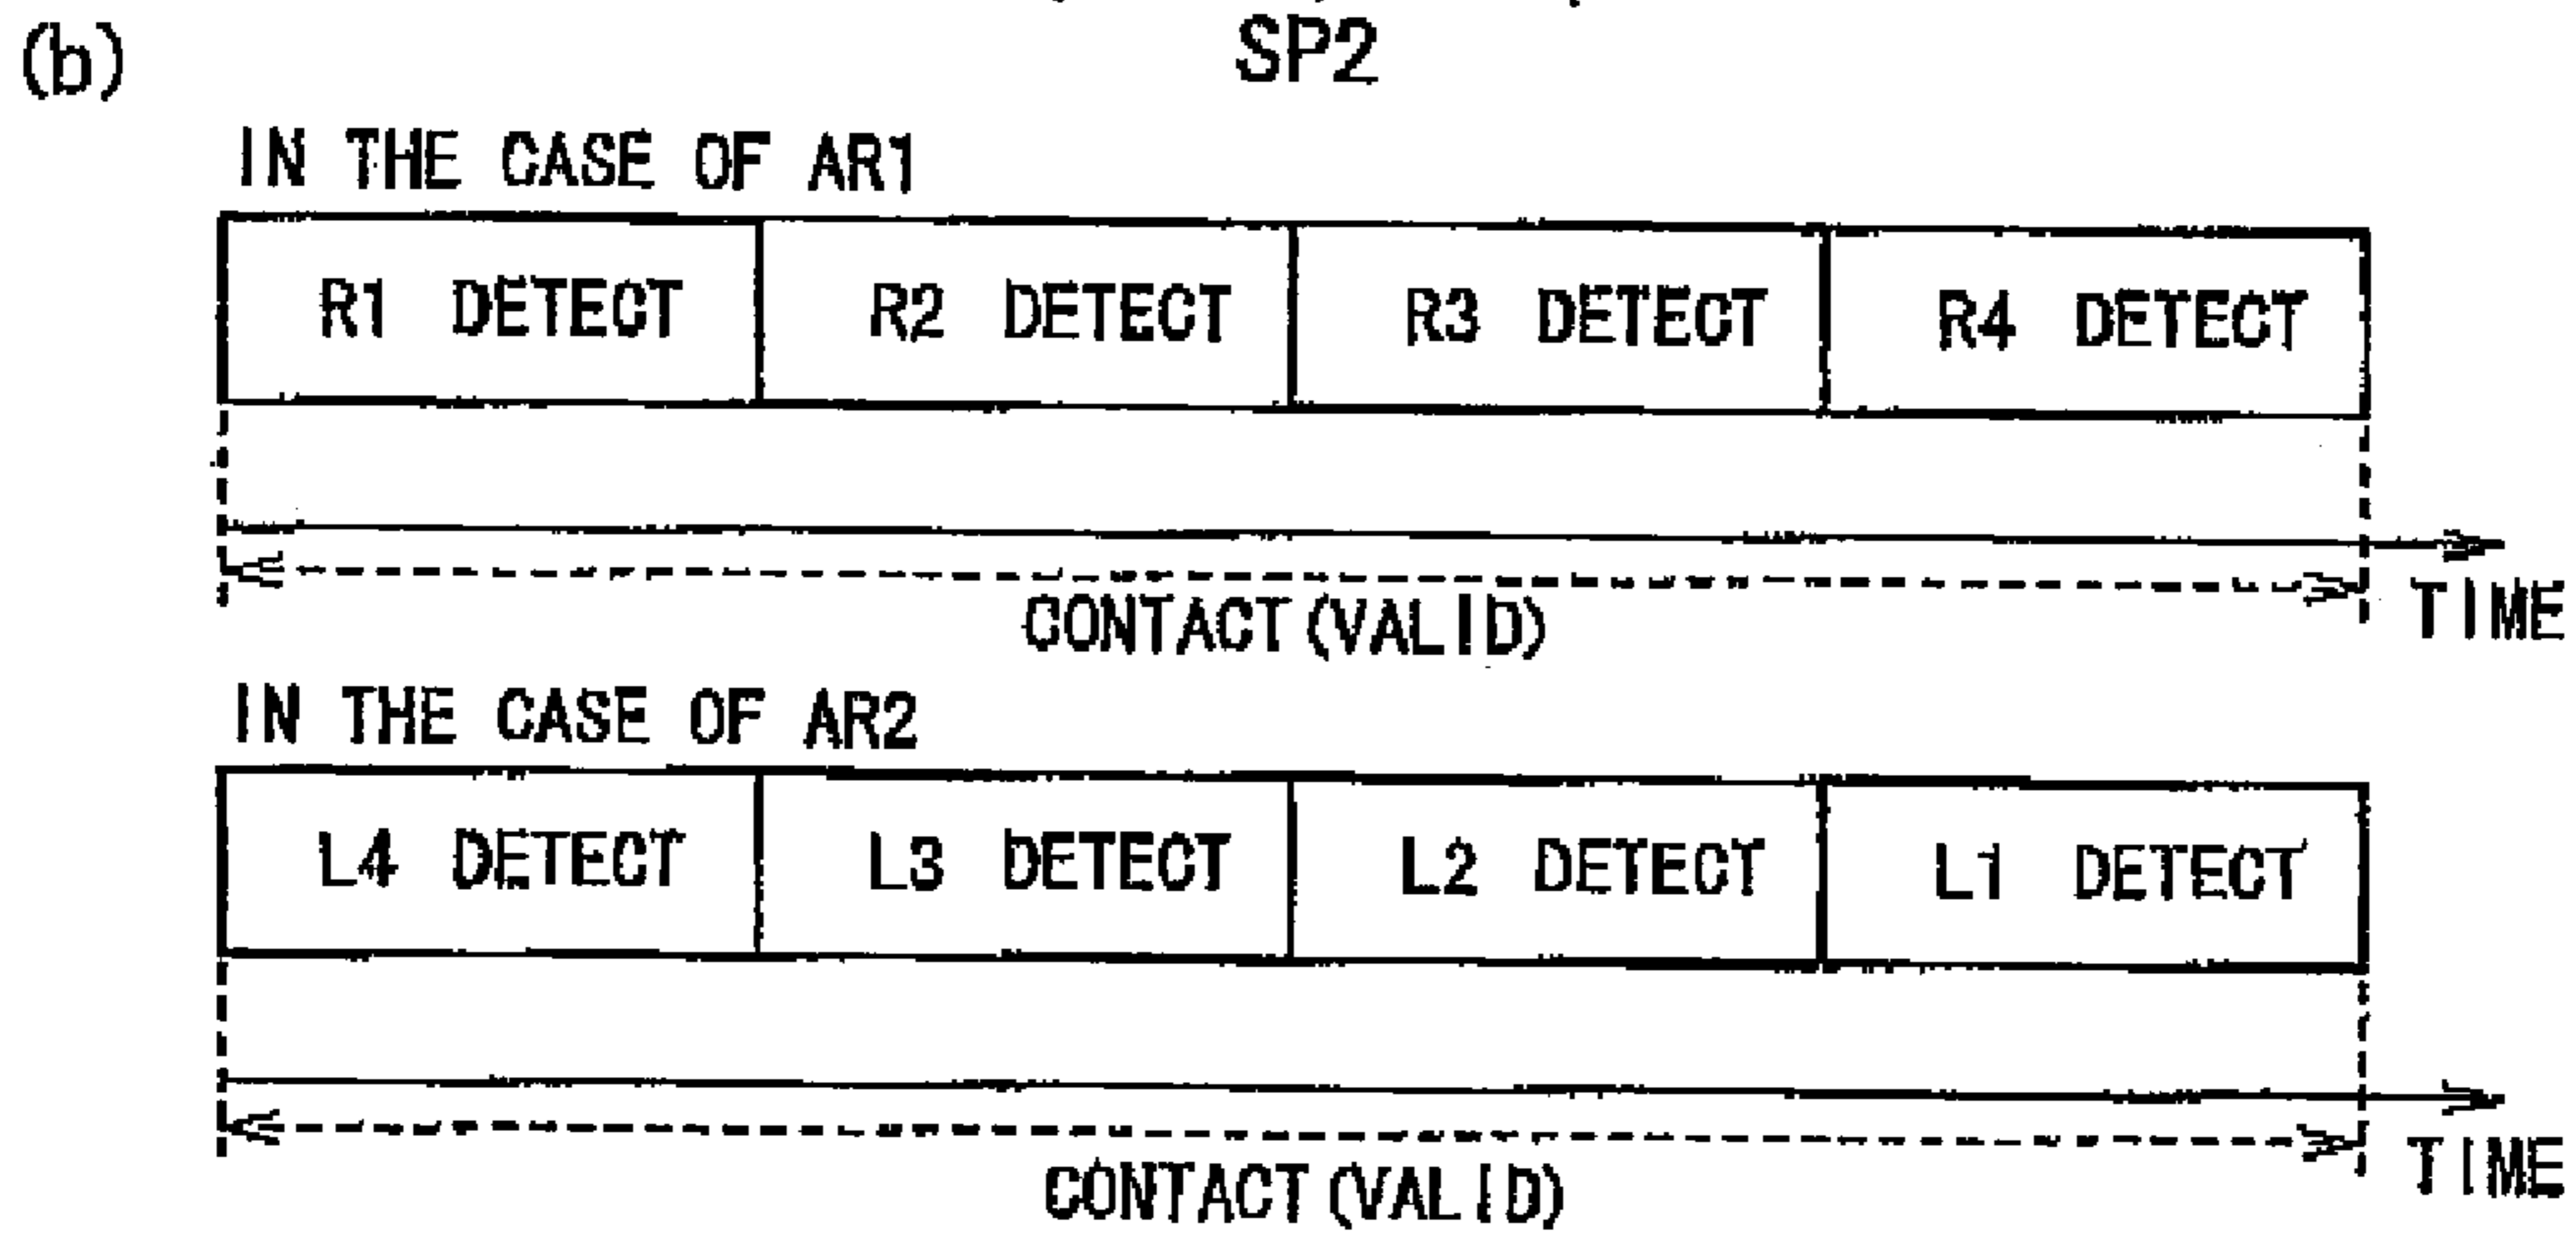 (b)
SP2
IN THE CASE OF AR1
R1 DETECT R2 DETECT R3 DETECT R4 DETECT
CONTACT(VALID)
TIME
IN THE CASE OF AR2
L4 DETECT L3 DETECT L2 DETECT L1 DETECT
CONTACT(VALID)
TIME